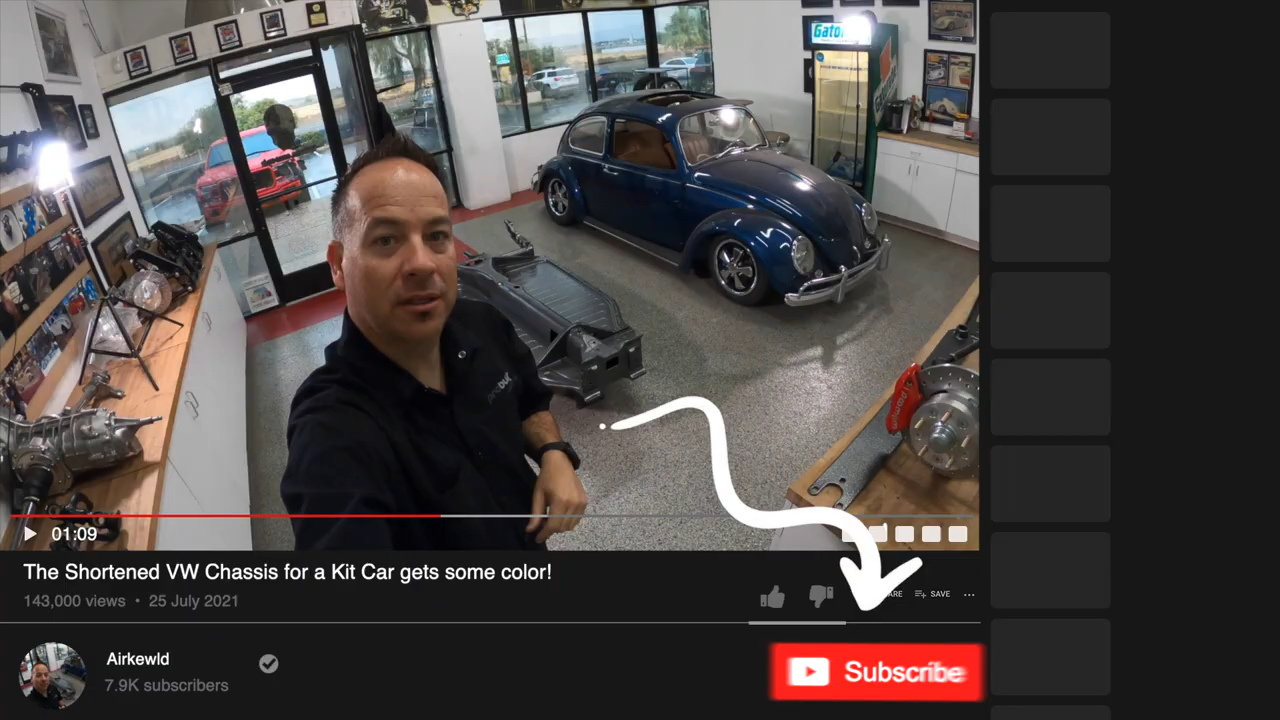 Gator
01:09
The Shortened VW Chassis for a Kit Car gets some color!
143,000 views • 25 July 2021
SAVE
Airkewld
7.9K subscribers
Subscribe